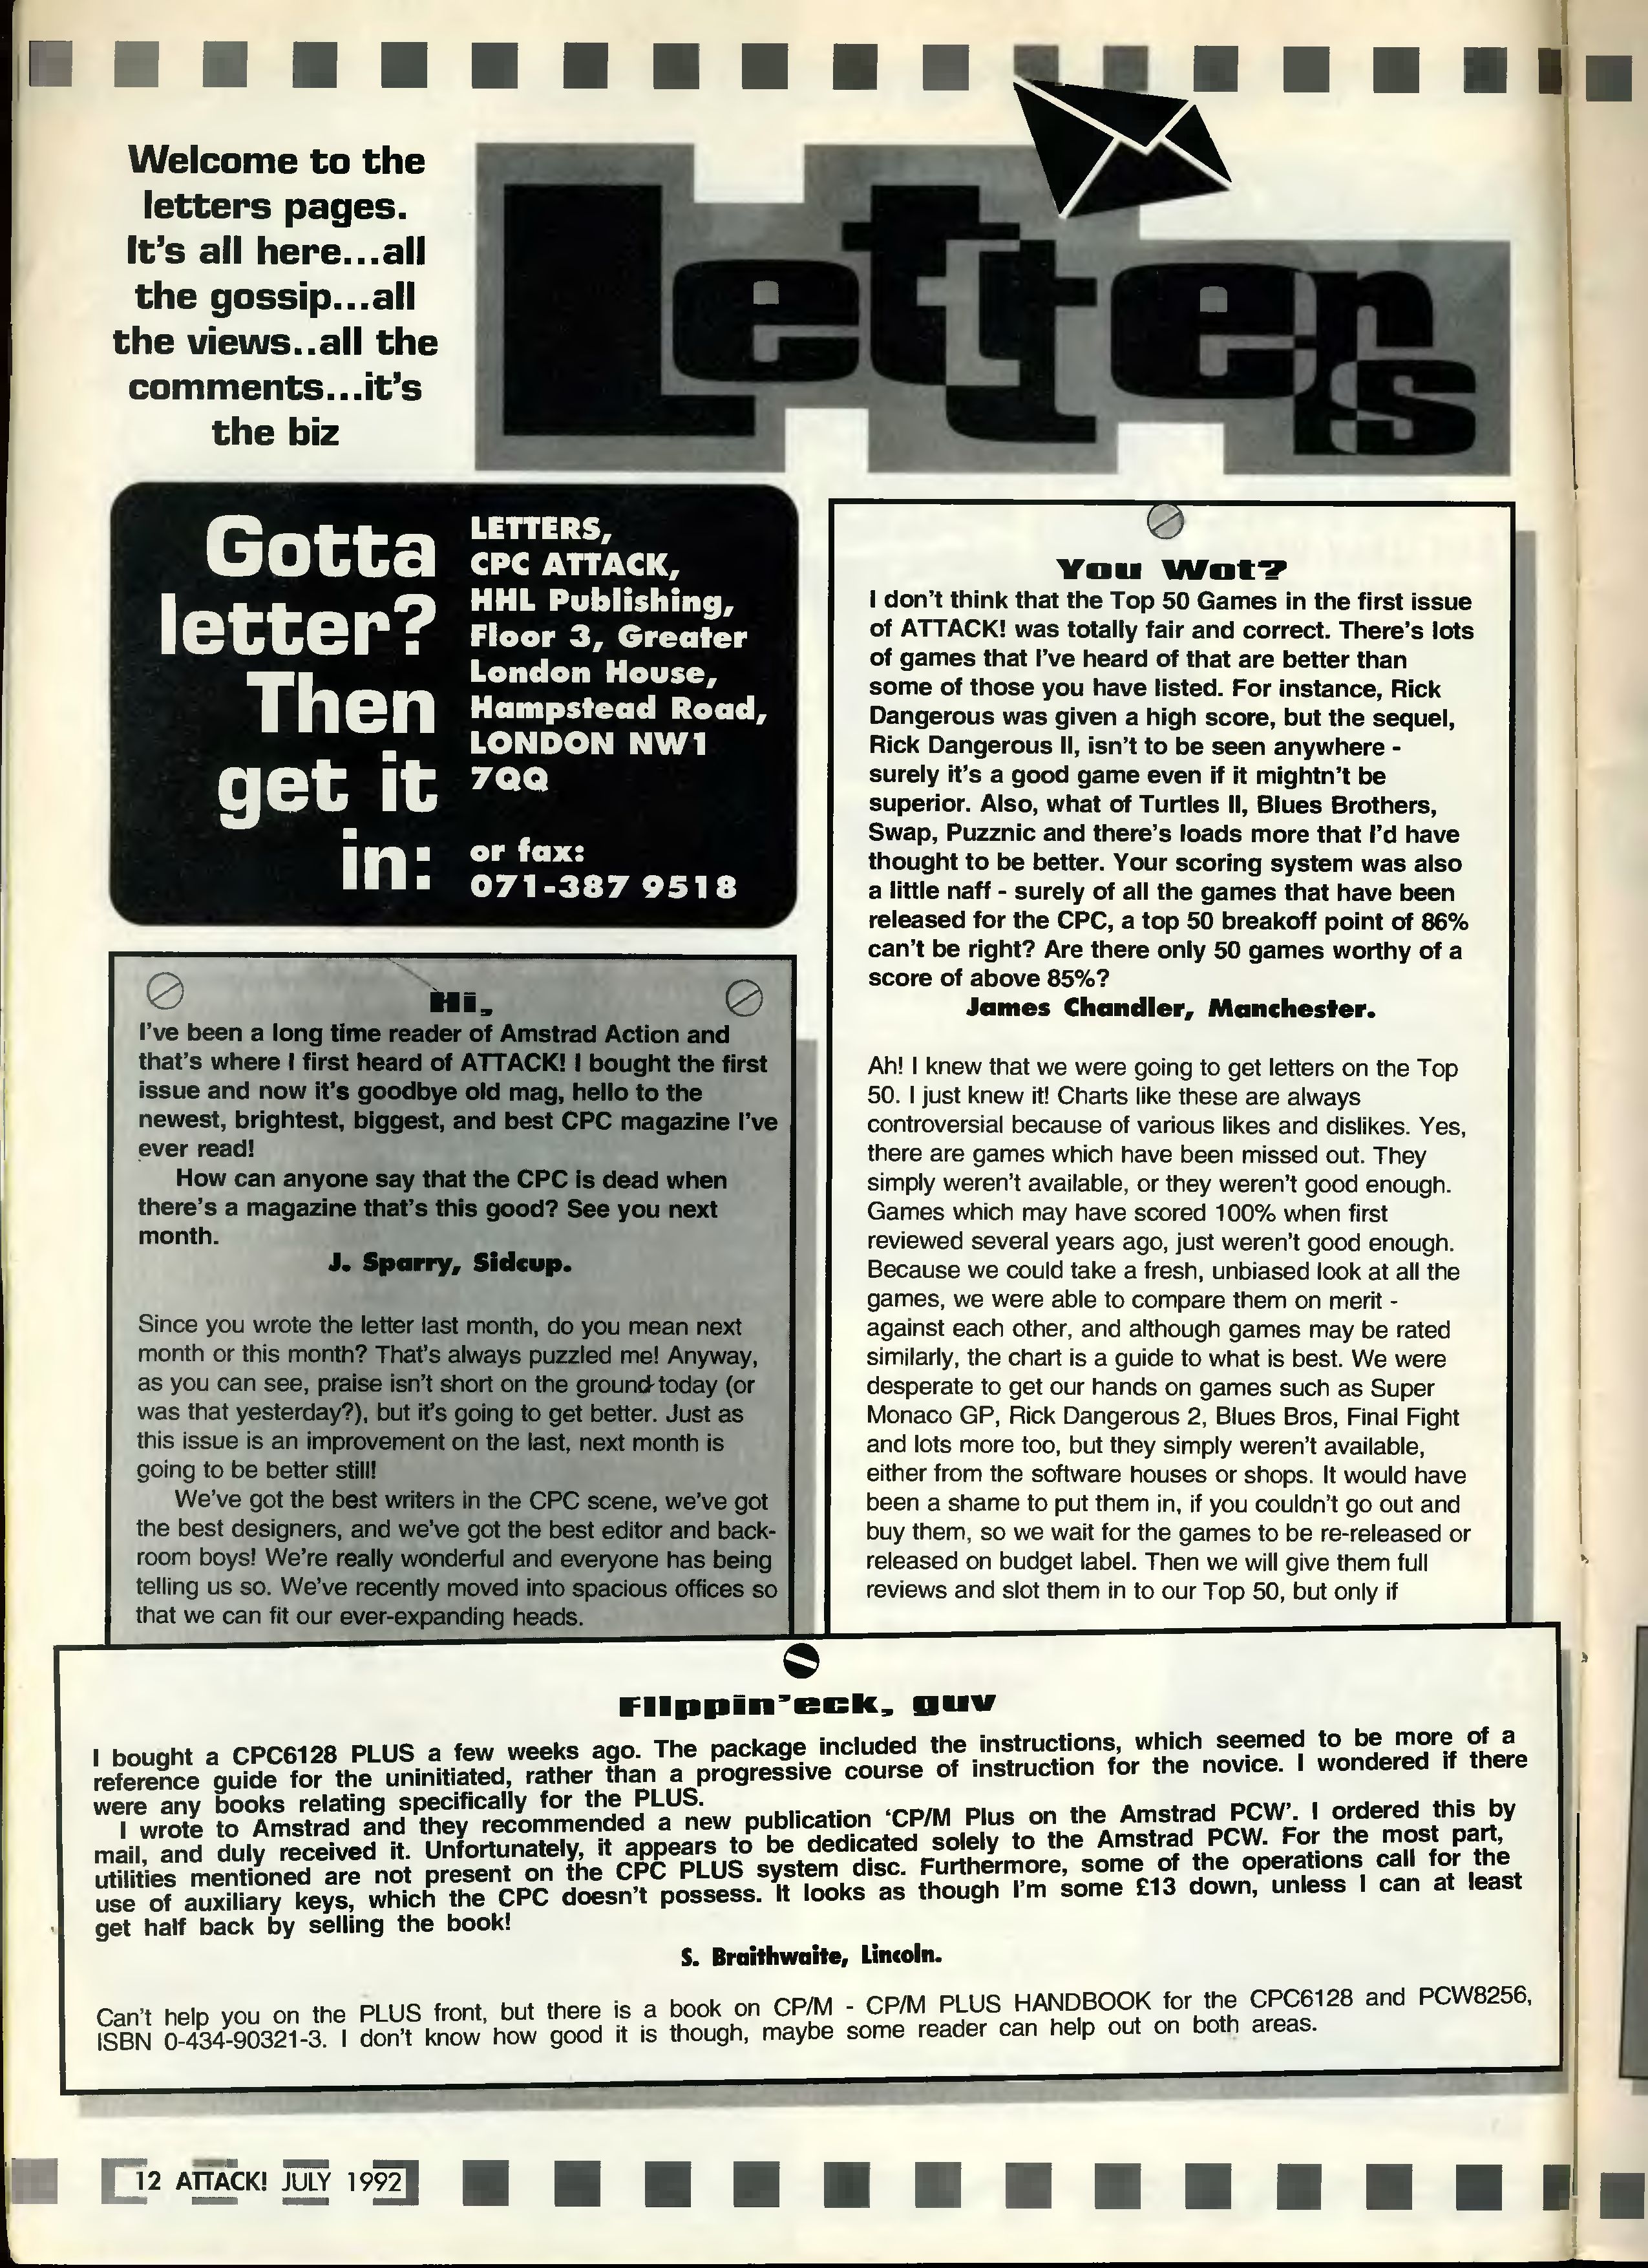 Welcome to the
letters pages.
It's all here...all
the gossip...all
the views..all the
comments...it's
the biz
Letters
Gotta
letter?
Then
get it
in:
LETTERS,
CPC ATTACK,
HHL Publishing,
Floor 3, Greater
London House,
Hampstead Road,
LONDON NW1
7QQ
or fax:
071-387 9518
Hi,
I've been a long time reader of Amstrad Action and
that's where I first heard of ATTACK! I bought the first
issue and now it's goodbye old mag, hello to the
newest, brightest, biggest, and best CPC magazine I've
ever read!
How can anyone say that the CPC is dead when
there's a magazine that's this good? See you next
month.
J. Sparry, Sidcup.
Since you wrote the letter last month, do you mean next
month or this month? That's always puzzled me! Anyway,
as you can see, praise isn't short on the ground today (or
was that yesterday?), but it's going to get better. Just as
this issue is an improvement on the last, next month is
going to be better still!
We've got the best writers in the CPC scene, we've got
the best designers, and we've got the best editor and back-
room boys! We're really wonderful and everyone has being
telling us so. We've recently moved into spacious offices so
that we can fit our ever-expanding heads.
You Wot?
I don't think that the Top 50 Games in the first issue
of ATTACK! was totally fair and correct. There's lots
of games that I've heard of that are better than
some of those you have listed. For instance, Rick
Dangerous was given a high score, but the sequel,
Rick Dangerous II, isn't to be seen anywhere -
surely it's a good game even if it mightn't be
superior. Also, what of Turtles II, Blues Brothers,
Swap, Puzznic and there's loads more that I'd have
thought to be better. Your scoring system was also
a little naff - surely of all the games that have been
released for the CPC, a top 50 breakoff point of 86%
can't be right? Are there only 50 games worthy of a
score of above 85%?
James Chandler, Manchester.
Ah! I knew that we were going to get letters on the Top
50. I just knew it! Charts like these are always
controversial because of various likes and dislikes. Yes,
there are games which have been missed out. They
simply weren't available, or they weren't good enough.
Games which may have scored 100% when first
reviewed several years ago, just weren't good enough.
Because we could take a fresh, unbiased look at all the
games, we were able to compare them on merit -
against each other, and although games may be rated
similarly, the chart is a guide to what is best. We were
desperate to get our hands on games such as Super
Monaco GP, Rick Dangerous 2, Blues Bros, Final Fight
and lots more too, but they simply weren't available,
either from the software houses or shops. It would have
been a shame to put them in, if you couldn't go out and
buy them, so we wait for the games to be re-released or
released on budget label. Then we will give them full
reviews and slot them in to our Top 50, but only if
Flippin'eck, guv
I bought a CPC6128 PLUS a few weeks ago. The package included the instructions, which seemed to be more of a
reference guide for the uninitiated, rather than a progressive course of instruction for the novice. I wondered if there
were any books relating specifically for the PLUS.
I wrote to Amstrad and they recommended a new publication 'CP/M Plus on the Amstrad PCW'. I ordered this by
mail, and duly received it. Unfortunately, it appears to be dedicated solely to the Amstrad PCW. For the most part,
utilities mentioned are not present on the CPC PLUS system disc. Furthermore, some of the operations call for the
use of auxiliary keys, which the CPC doesn't possess. It looks as though I'm some £13 down, unless I can at least
get half back by selling the book!
S. Braithwaite, Lincoln.
Can't help you on the PLUS front, but there is a book on CP/M - CP/M PLUS HANDBOOK for the CPC6128 and PCW8256,
ISBN 0-434-90321-3. I don't know how good it is though, maybe some reader can help out on both areas.
12 ATTACK! JULY 1992